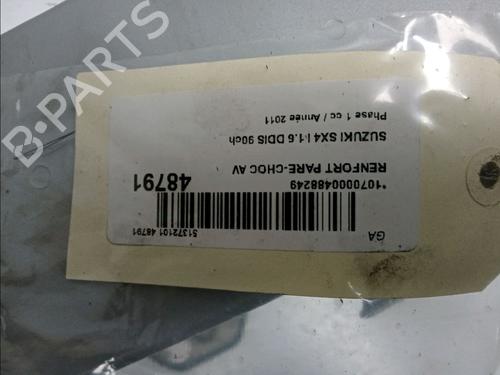 GA
51372101 48791
*1070000488249
48791
RENFORT PARE-CHOC AV
SUZUKI SX4 I-1.6 DDIS 90ch
Phase 1 cc / Année 2011
B-PARTS